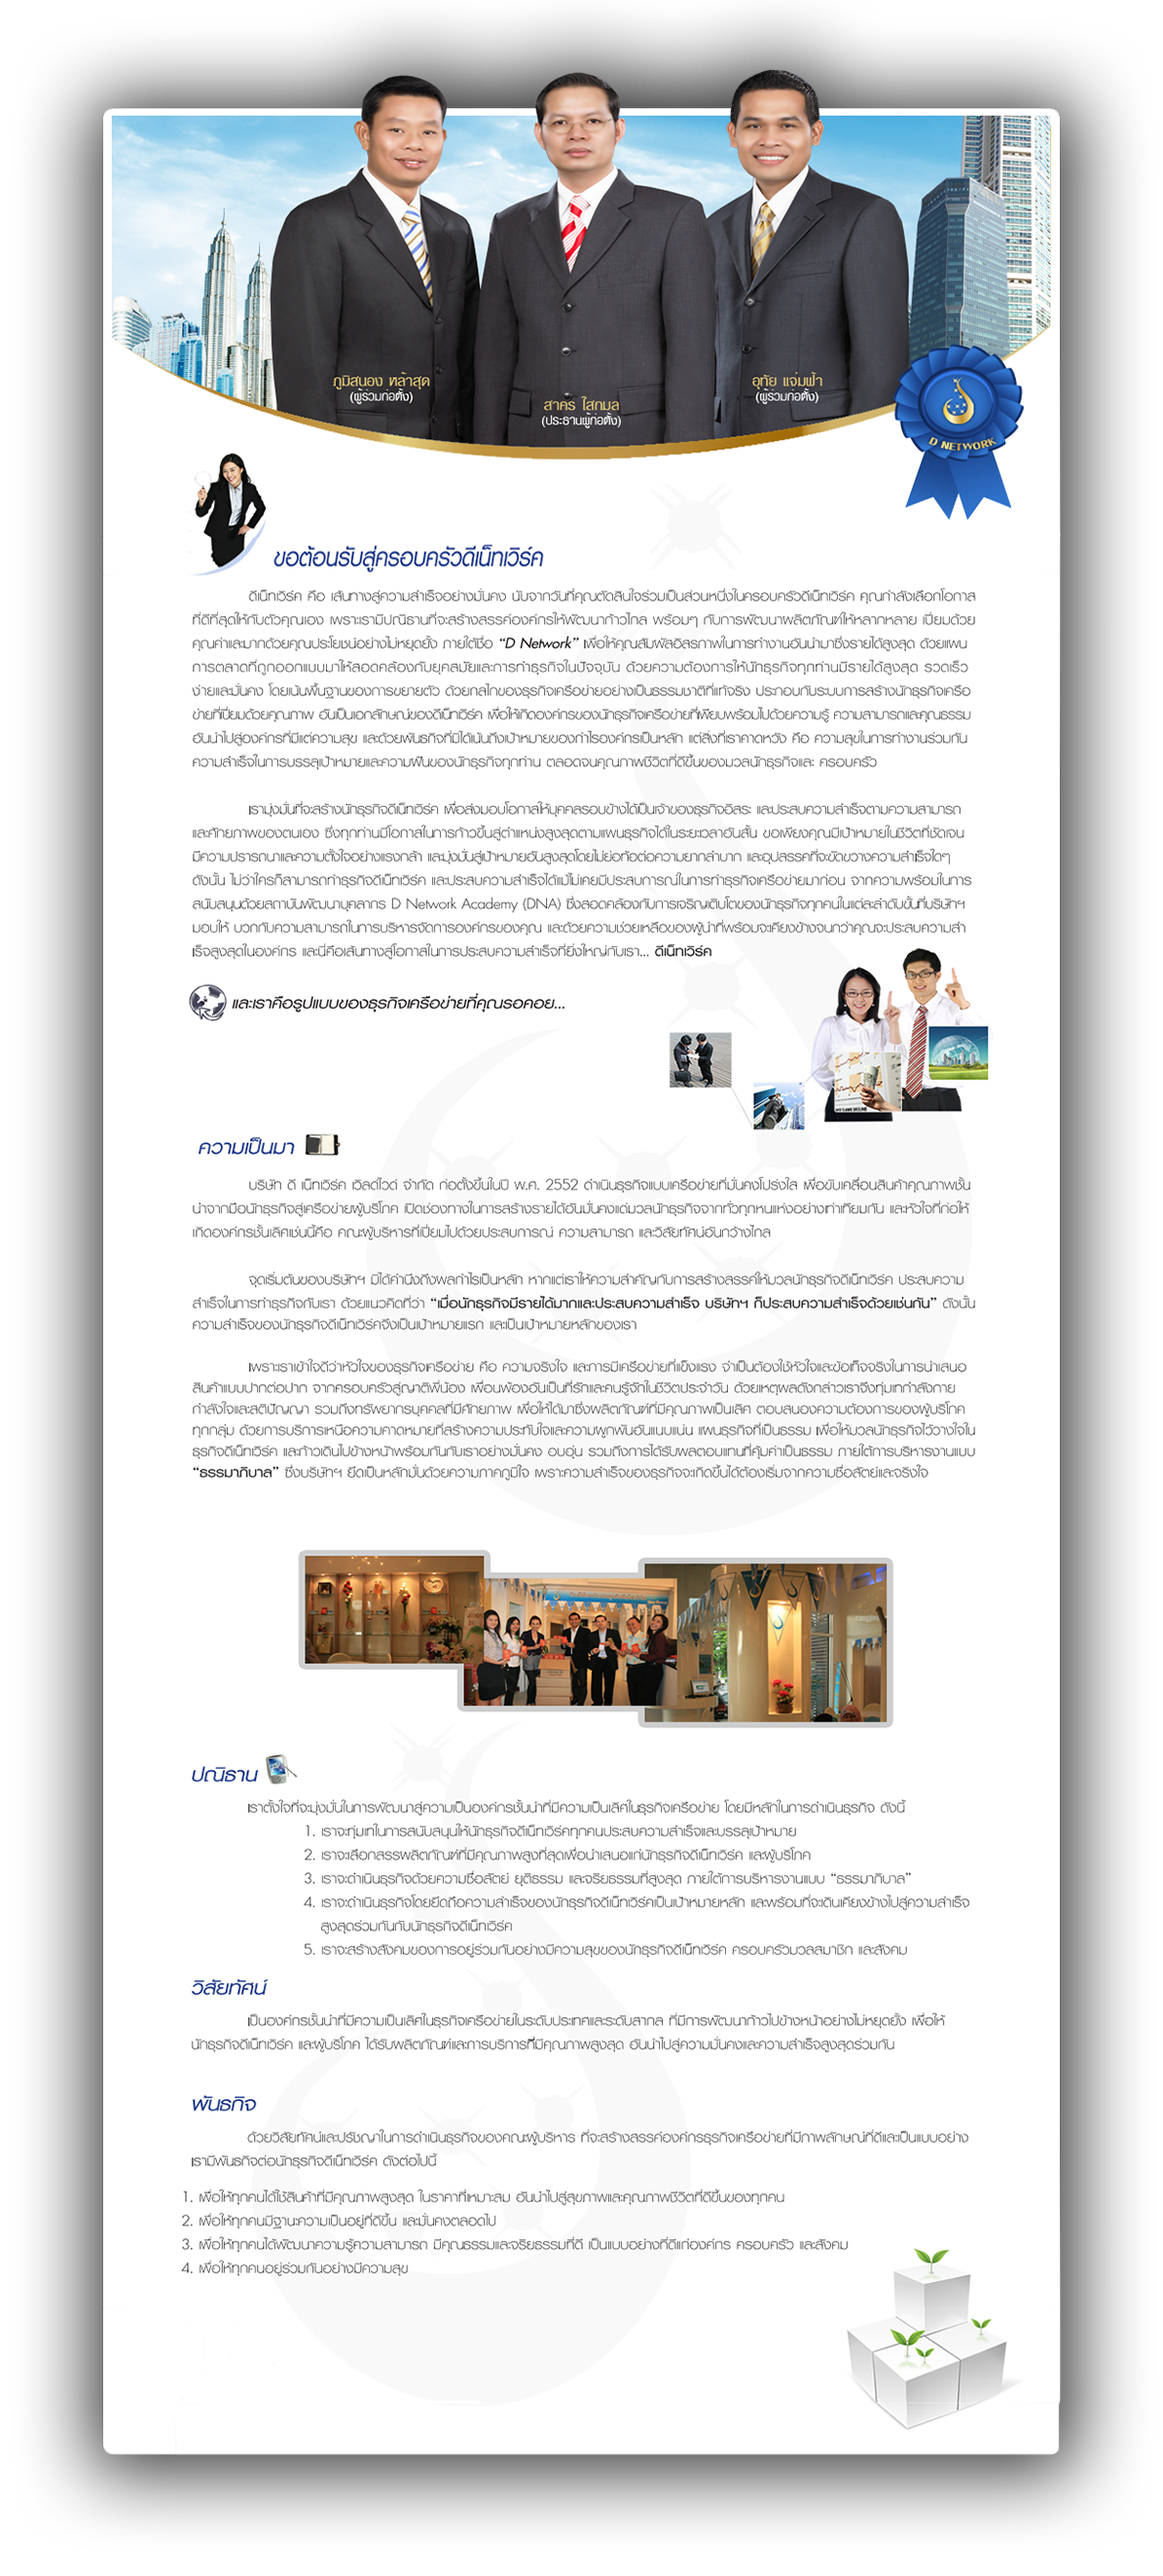 ภูมิสนอง หล้าสุด
(ผู้ร่วมก่อตั้ง)
สาคร ใสกมล
(ประธานผู้ก่อตั้ง)
อุทัย แจ่มฟ้า
(ผู้ร่วมก่อตั้ง)
D NETWORK
ขอต้อนรับสู่ครอบครัวดีเน็ทเวิร์ค
ดีเน็ทเวิร์ค คือ เส้นทางสู่ความสำเร็จอย่างมั่นคง นับจากวันที่คุณตัดสินใจร่วมเป็นส่วนหนึ่งในครอบครัวดีเน็ทเวิร์ค คุณกำลังเลือกโอกาส
ที่ดีที่สุดให้กับตัวคุณเอง เพราะเรามีปณิธานที่จะสร้างสรรค์องค์กรให้พัฒนาก้าวไกล พร้อมๆ กับการพัฒนาผลิตภัณฑ์ให้หลากหลาย เปี่ยมด้วย
คุณค่าและมากด้วยคุณประโยชน์อย่างไม่หยุดยั้ง ภายใต้ชื่อ “D Network” เพื่อให้คุณสัมผัสอิสรภาพในการทำงานอันนำมาซึ่งรายได้สูงสุด ด้วยแผน
การตลาดที่ถูกออกแบบมาให้สอดคล้องกับยุคสมัยและการทำธุรกิจในปัจจุบัน ด้วยความต้องการให้นักธุรกิจทุกท่านมีรายได้สูงสุด รวดเร็ว
ง่ายและมั่นคง โดยเน้นพื้นฐานของการขยายตัว ด้วยกลไกของธุรกิจเครือข่ายอย่างเป็นธรรมชาติที่แท้จริง ประกอบกับระบบการสร้างนักธุรกิจเครือ
ข่ายที่เปี่ยมด้วยคุณภาพ อันเป็นเอกลักษณ์ของดีเน็ทเวิร์ค เพื่อให้เกิดองค์กรของนักธุรกิจเครือข่ายที่เพียบพร้อมไปด้วยความรู้ ความสามารถและคุณธรรม
อันนำไปสู่องค์กรที่มีแต่ความสุข และด้วยพันธกิจที่มิได้เน้นถึงเป้าหมายของกำไรองค์กรเป็นหลัก แต่สิ่งที่เราคาดหวัง คือ ความสุขในการทำงานร่วมกัน
ความสำเร็จในการบรรลุเป้าหมายและความฝันของนักธุรกิจทุกท่าน ตลอดจนคุณภาพชีวิตที่ดีขึ้นของมวลนักธุรกิจและ ครอบครัว
เรามุ่งมั่นที่จะสร้างนักธุรกิจดีเน็ทเวิร์ค เพื่อส่งมอบโอกาสให้บุคคลรอบข้างได้เป็นเจ้าของธุรกิจอิสระ และประสบความสำเร็จตามความสามารถ
และศักยภาพของตนเอง ซึ่งทุกท่านมีโอกาสในการก้าวขึ้นสู่ตำแหน่งสูงสุดตามแผนธุรกิจได้ในระยะเวลาอันสั้น ขอเพียงคุณมีเป้าหมายในชีวิตที่ชัดเจน
มีความปรารถนาและความตั้งใจอย่างแรงกล้า และมุ่งมั่นสู่เป้าหมายอันสูงสุดโดยไม่ย่อท้อต่อความยากลำบาก และอุปสรรคที่จะขัดขวางความสำเร็จใดๆ
ดังนั้น ไม่ว่าใครก็สามารถทำธุรกิจดีเน็ทเวิร์ค และประสบความสำเร็จได้แม้ไม่เคยมีประสบการณ์ในการทำธุรกิจเครือข่ายมาก่อน จากความพร้อมในการ
สนับสนุนด้วยสถาบันพัฒนาบุคลากร D Network Academy (DNA) ซึ่งสอดคล้องกับการเจริญเติบโตของนักธุรกิจทุกคนในแต่ละลำดับขั้นที่บริษัทฯ
มอบให้ บวกกับความสามารถในการบริหารจัดการองค์กรของคุณ และด้วยความช่วยเหลือของผู้นำที่พร้อมจะเคียงข้างจนกว่าคุณจะประสบความสำ
เร็จสูงสุดในองค์กร และนี่คือเส้นทางสู่โอกาสในการประสบความสำเร็จที่ยิ่งใหญ่กับเรา... ดีเน็ทเวิร์ค
และเราคือรูปแบบของธุรกิจเครือข่ายที่คุณรอคอย...
ความเป็นมา
บริษัท ดี เน็ทเวิร์ค เวิลด์ไวด์ จำกัด ก่อตั้งขึ้นในปี พ.ศ. 2552 ดำเนินธุรกิจแบบเครือข่ายที่มั่นคงโปร่งใส เพื่อขับเคลื่อนสินค้าคุณภาพชั้น
นำจากมือนักธุรกิจสู่เครือข่ายผู้บริโภค เปิดช่องทางในการสร้างรายได้อันมั่นคงแด่มวลนักธุรกิจจากทั่วทุกหนแห่งอย่างเท่าเทียมกัน และหัวใจที่ก่อให้
เกิดองค์กรชั้นเลิศเช่นนี้คือ คณะผู้บริหารที่เปี่ยมไปด้วยประสบการณ์ ความสามารถ และวิสัยทัศน์อันกว้างไกล
จุดเริ่มต้นของบริษัทฯ มิได้คำนึงถึงผลกำไรเป็นหลัก หากแต่เราให้ความสำคัญกับการสร้างสรรค์ให้มวลนักธุรกิจดีเน็ทเวิร์ค ประสบความ
สำเร็จในการทำธุรกิจกับเรา ด้วยแนวคิดที่ว่า “เมื่อนักธุรกิจมีรายได้มากและประสบความสำเร็จ บริษัทฯ ก็ประสบความสำเร็จด้วยเช่นกัน” ดังนั้น
ความสำเร็จของนักธุรกิจดีเน็ทเวิร์คจึงเป็นเป้าหมายแรก และเป็นเป้าหมายหลักของเรา
เพราะเราเข้าใจดีว่าหัวใจของธุรกิจเครือข่าย คือ ความจริงใจ และการมีเครือข่ายที่แข็งแรง จำเป็นต้องใช้หัวใจและข้อเท็จจริงในการนำเสนอ
สินค้าแบบปากต่อปาก จากครอบครัวสู่ญาติพี่น้อง เพื่อนพ้องอันเป็นที่รักและคนรู้จักในชีวิตประจำวัน ด้วยเหตุผลดังกล่าวเราจึงทุ่มเทกำลังกาย
กำลังใจและสติปัญญา รวมถึงทรัพยากรบุคคลที่มีศักยภาพ เพื่อให้ได้มาซึ่งผลิตภัณฑ์ที่มีคุณภาพเป็นเลิศ ตอบสนองความต้องการของผู้บริโภค
ทุกกลุ่ม ด้วยการบริการเหนือความคาดหมายที่สร้างความประทับใจและความผูกพันอันแนบแน่น แผนธุรกิจที่เป็นธรรม เพื่อให้มวลนักธุรกิจไว้วางใจใน
ธุรกิจดีเน็ทเวิร์ค และก้าวเดินไปข้างหน้าพร้อมกันกับเราอย่างมั่นคง อบอุ่น รวมถึงการได้รับผลตอบแทนที่คุ้มค่าเป็นธรรม ภายใต้การบริหารงานแบบ
“ธรรมาภิบาล” ซึ่งบริษัทฯ ยึดเป็นหลักมั่นด้วยความภาคภูมิใจ เพราะความสำเร็จของธุรกิจจะเกิดขึ้นได้ต้องเริ่มจากความซื่อสัตย์และจริงใจ
ปณิธาน
เราตั้งใจที่จะมุ่งมั่นในการพัฒนาสู่ความเป็นองค์กรชั้นนำที่มีความเป็นเลิศในธุรกิจเครือข่าย โดยมีหลักในการดำเนินธุรกิจ ดังนี้
1. เราจะทุ่มเทในการสนับสนุนให้นักธุรกิจดีเน็ทเวิร์คทุกคนประสบความสำเร็จและบรรลุเป้าหมาย
2. เราจะเลือกสรรผลิตภัณฑ์ที่มีคุณภาพสูงที่สุดเพื่อนำเสนอแก่นักธุรกิจดีเน็ทเวิร์ค และผู้บริโภค
3. เราจะดำเนินธุรกิจด้วยความซื่อสัตย์ ยุติธรรม และจริยธรรมที่สูงสุด ภายใต้การบริหารงานแบบ “ธรรมาภิบาล”
4. เราจะดำเนินธุรกิจโดยยึดถือความสำเร็จของนักธุรกิจดีเน็ทเวิร์คเป็นเป้าหมายหลัก และพร้อมที่จะเดินเคียงข้างไปสู่ความสำเร็จ
สูงสุดร่วมกันกับนักธุรกิจดีเน็ทเวิร์ค
5. เราจะสร้างสังคมของการอยู่ร่วมกันอย่างมีความสุขของนักธุรกิจดีเน็ทเวิร์ค ครอบครัวมวลสมาชิก และสังคม
วิสัยทัศน์
เป็นองค์กรชั้นนำที่มีความเป็นเลิศในธุรกิจเครือข่ายในระดับประเทศและระดับสากล ที่มีการพัฒนาก้าวไปข้างหน้าอย่างไม่หยุดยั้ง เพื่อให้
นักธุรกิจดีเน็ทเวิร์ค และผู้บริโภค ได้รับผลิตภัณฑ์และการบริการที่มีคุณภาพสูงสุด อันนำไปสู่ความมั่นคงและความสำเร็จสูงสุดร่วมกัน
พันธกิจ
ด้วยวิสัยทัศน์และปรัชญาในการดำเนินธุรกิจของคณะผู้บริหาร ที่จะสร้างสรรค์องค์กรธุรกิจเครือข่ายที่มีภาพลักษณ์ที่ดีและเป็นแบบอย่าง
เรามีพันธกิจต่อนักธุรกิจดีเน็ทเวิร์ค ดังต่อไปนี้
1. เพื่อให้ทุกคนได้ใช้สินค้าที่มีคุณภาพสูงสุด ในราคาที่เหมาะสม อันนำไปสู่สุขภาพและคุณภาพชีวิตที่ดีขึ้นของทุกคน
2. เพื่อให้ทุกคนมีฐานะความเป็นอยู่ที่ดีขึ้น และมั่นคงตลอดไป
3. เพื่อให้ทุกคนได้พัฒนาความรู้ความสามารถ มีคุณธรรมและจริยธรรมที่ดี เป็นแบบอย่างที่ดีแก่องค์กร ครอบครัว และสังคม
4. เพื่อให้ทุกคนอยู่ร่วมกันอย่างมีความสุข